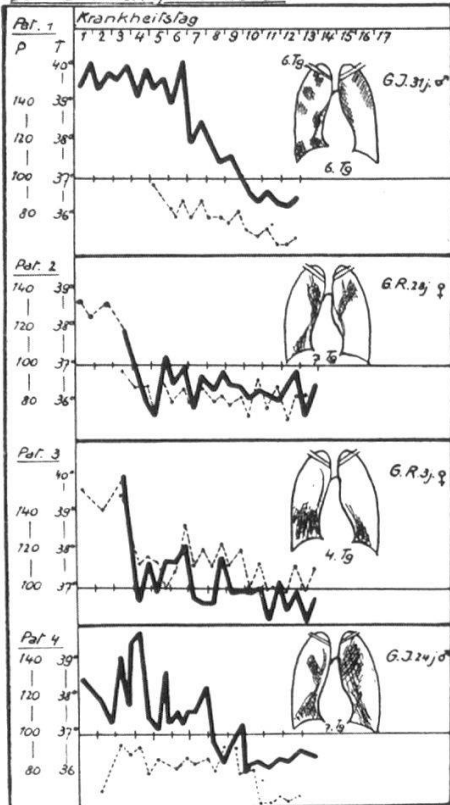 Krankheitstag
Pat. 1
1 2 3 4 5 6 7 8 9 10 11 12 13 14 15 16 17
P T
40°
6.Tg
G.J. 31j. ♂
140 39°
120 38°
6. Tg
100 37°
80 36°
Pat. 2
140 39°
G.R. 28j. ♀
120 38°
100 37°
7. Tg
80 36°
Pat. 3
40°
G.R. 3j. ♀
140 39°
120 38°
4. Tg
100 37°
Pat 4
140 39°
G.J. 24j ♂
120 38°
100 37°
7. Tg
80 36